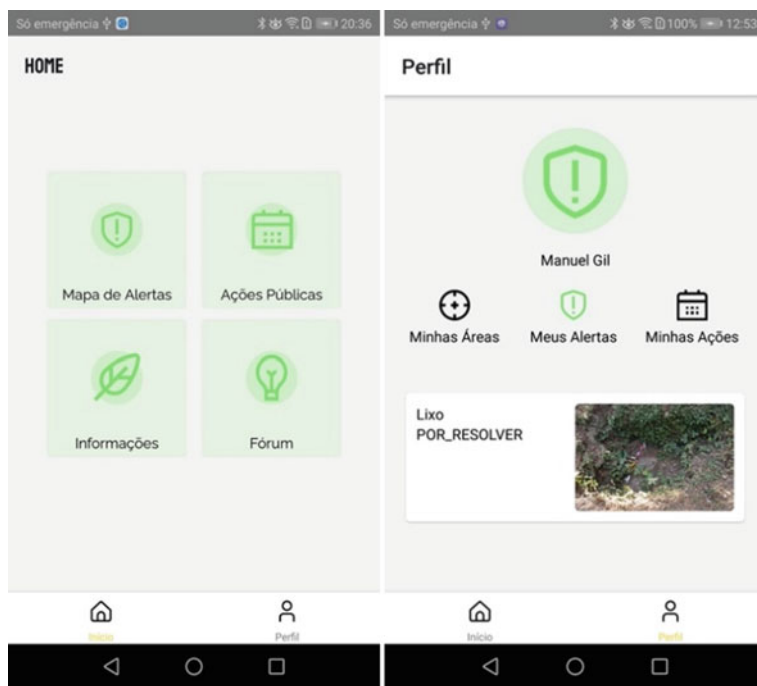 Só emergência 20:36
HOME
Mapa de Alertas
Ações Públicas
Informações
Fórum
Início
Perfil
Só emergência 100% 12:53
Perfil
Manuel Gil
Minhas Áreas
Meus Alertas
Minhas Ações
Lixo
POR_RESOLVER
Início
Perfil